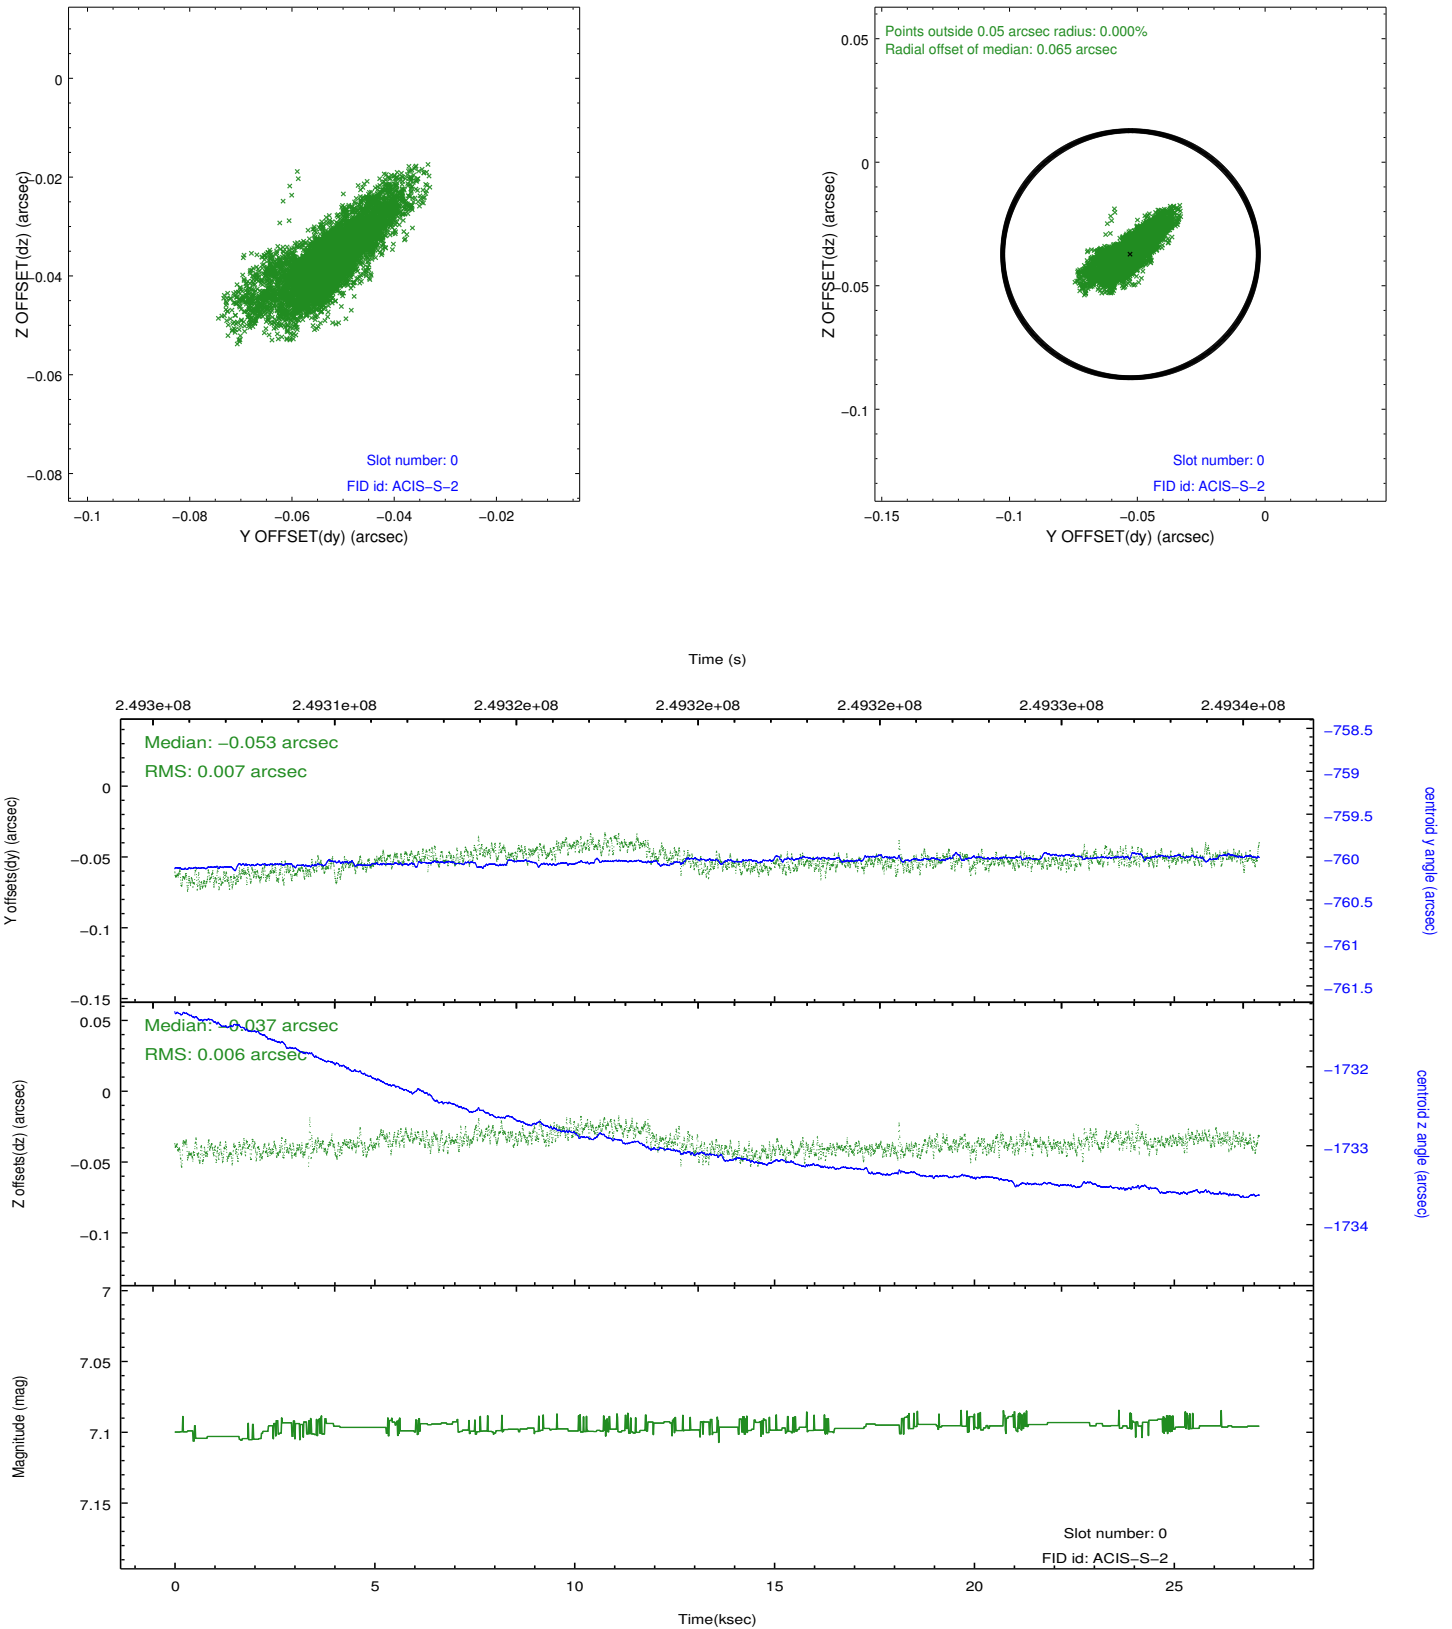 0
−0.02
−0.04
−0.06
−0.08
Z OFFSET(dz) (arcsec)
Slot number: 0
FID id: ACIS−S−2
−0.1
−0.08
−0.06
−0.04
−0.02
Y OFFSET(dy) (arcsec)
Points outside 0.05 arcsec radius: 0.000%
Radial offset of median: 0.065 arcsec
0.05
0
−0.05
−0.1
Z OFFSET(dz) (arcsec)
Slot number: 0
FID id: ACIS−S−2
−0.15
−0.1
−0.05
0
Y OFFSET(dy) (arcsec)
Time (s)
2.493e+08
2.4931e+08
2.4932e+08
2.4932e+08
2.4932e+08
2.4933e+08
2.4934e+08
Median: −0.053 arcsec
RMS: 0.007 arcsec
0
−0.05
−0.1
−0.15
Y offsets(dy) (arcsec)
−758.5
−759
−759.5
−760
−760.5
−761
−761.5
centroid y angle (arcsec)
Median: −0.037 arcsec
RMS: 0.006 arcsec
0.05
0
−0.05
−0.1
Z offsets(dz) (arcsec)
−1732
−1733
−1734
centroid z angle (arcsec)
7
7.05
7.1
7.15
Magnitude (mag)
Slot number: 0
FID id: ACIS−S−2
0
5
10
15
20
25
Time(ksec)